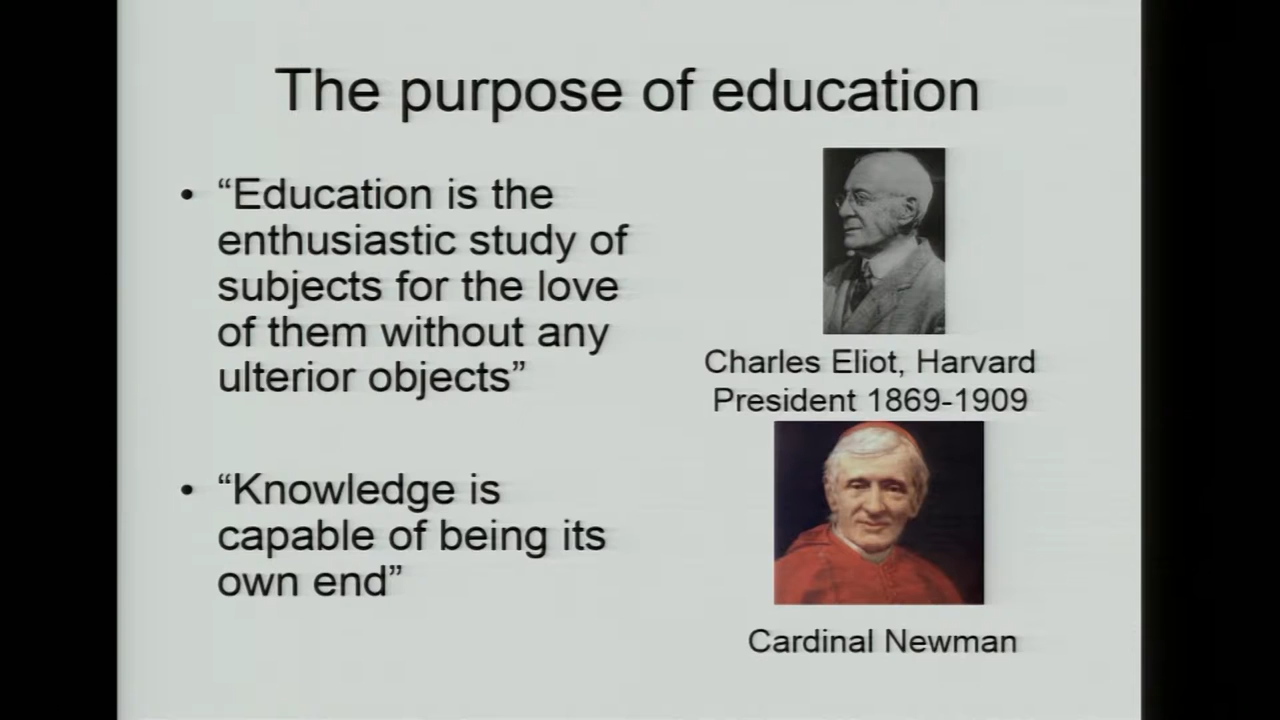 The purpose of education
• “Education is the
enthusiastic study of
subjects for the love
of them without any
ulterior objects”
Charles Eliot, Harvard
President 1869-1909
• “Knowledge is
capable of being its
own end”
Cardinal Newman